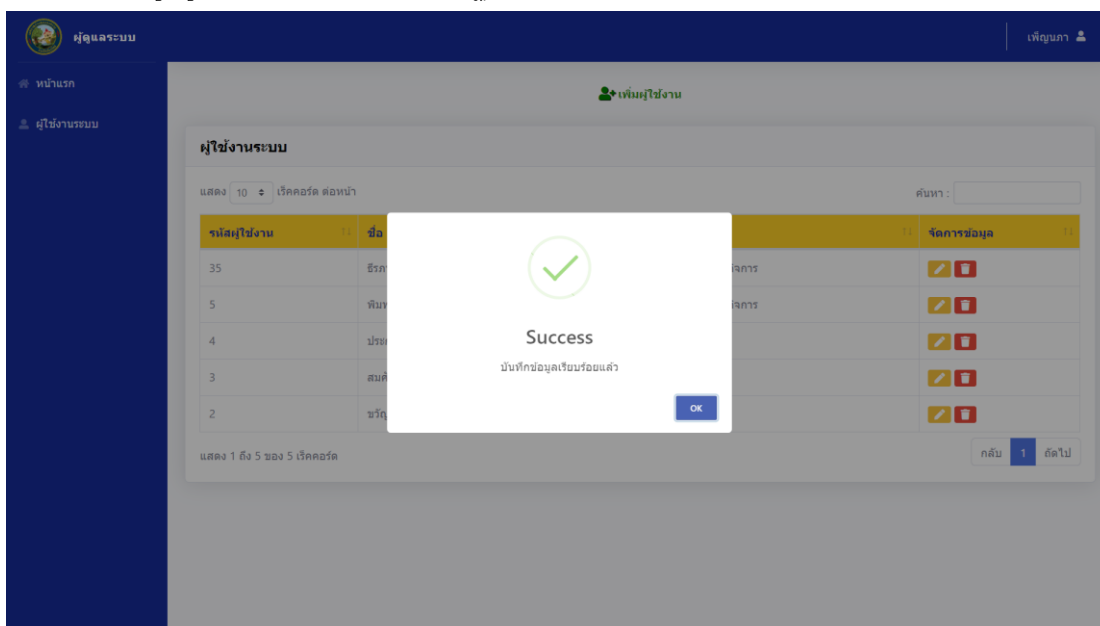 ผู้ดูแลระบบ
เพ็ญนภา
หน้าแรก
ผู้ใช้งานระบบ
เพิ่มผู้ใช้งาน
ผู้ใช้งานระบบ
แสดง 10 เร็คคอร์ด ต่อหน้า
ค้นหา :
รหัสผู้ใช้งาน ชื่อ จัดการข้อมูล
35
5
4
3
2
Success
บันทึกข้อมูลเรียบร้อยแล้ว
OK
แสดง 1 ถึง 5 ของ 5 เร็คคอร์ด
กลับ 1 ถัดไป